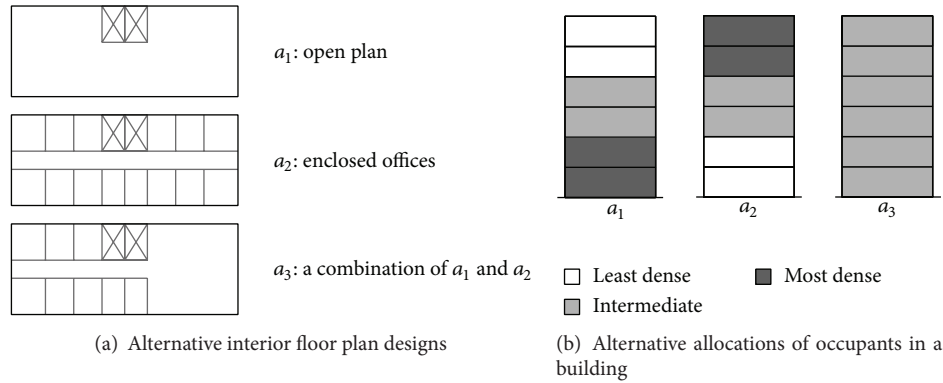 a1: open plan
a2: enclosed offices
a3: a combination of a1 and a2
(a) Alternative interior floor plan designs
a1 a2 a3
Least dense Most dense
Intermediate
(b) Alternative allocations of occupants in a
building